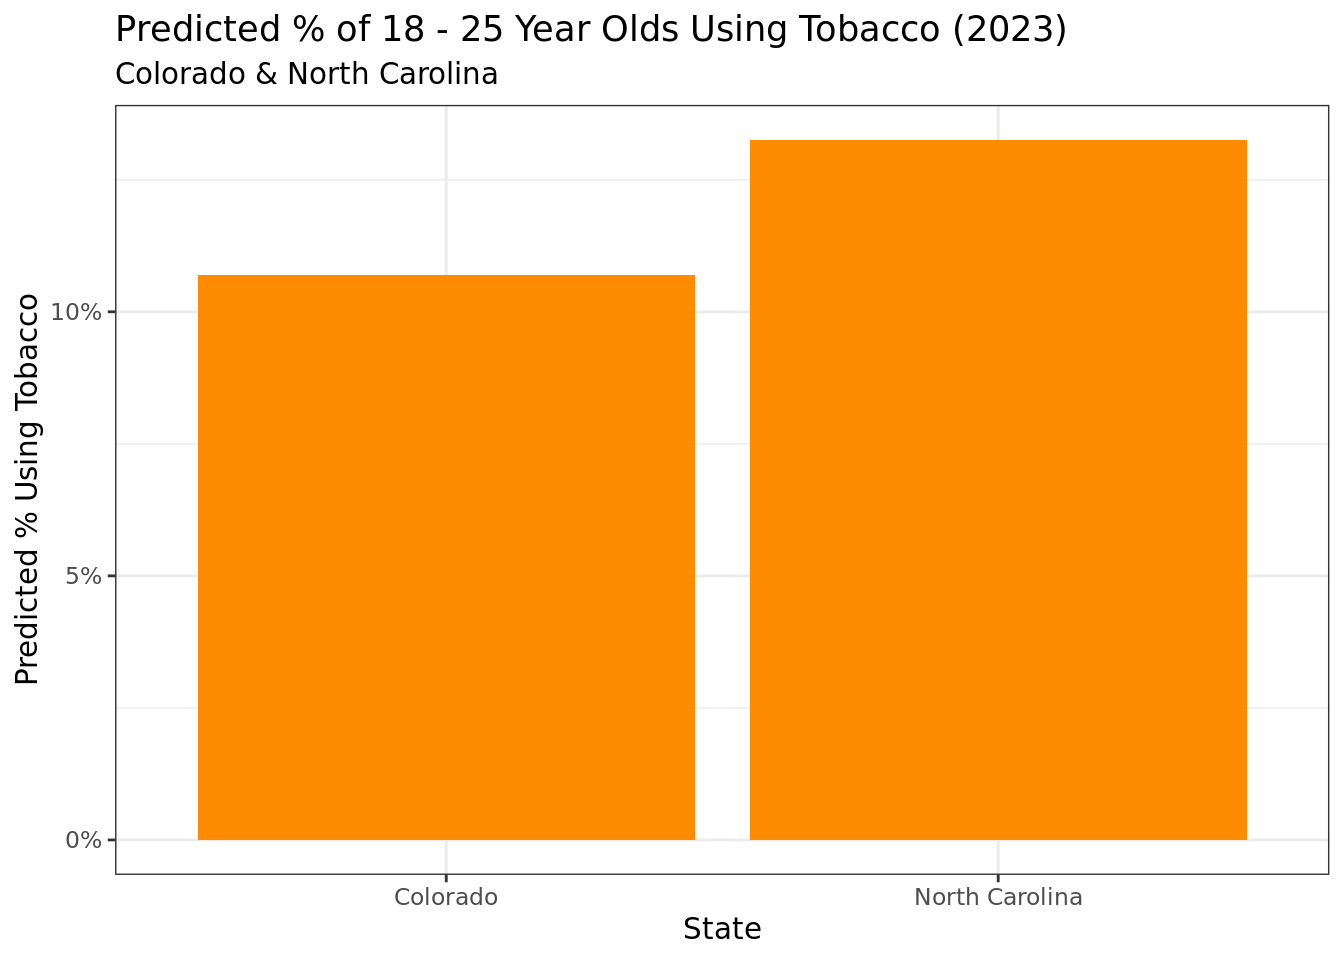 Predicted % of 18 - 25 Year Olds Using Tobacco (2023)
Colorado & North Carolina
Predicted % Using Tobacco
10%
5%
0%
Colorado
North Carolina
State